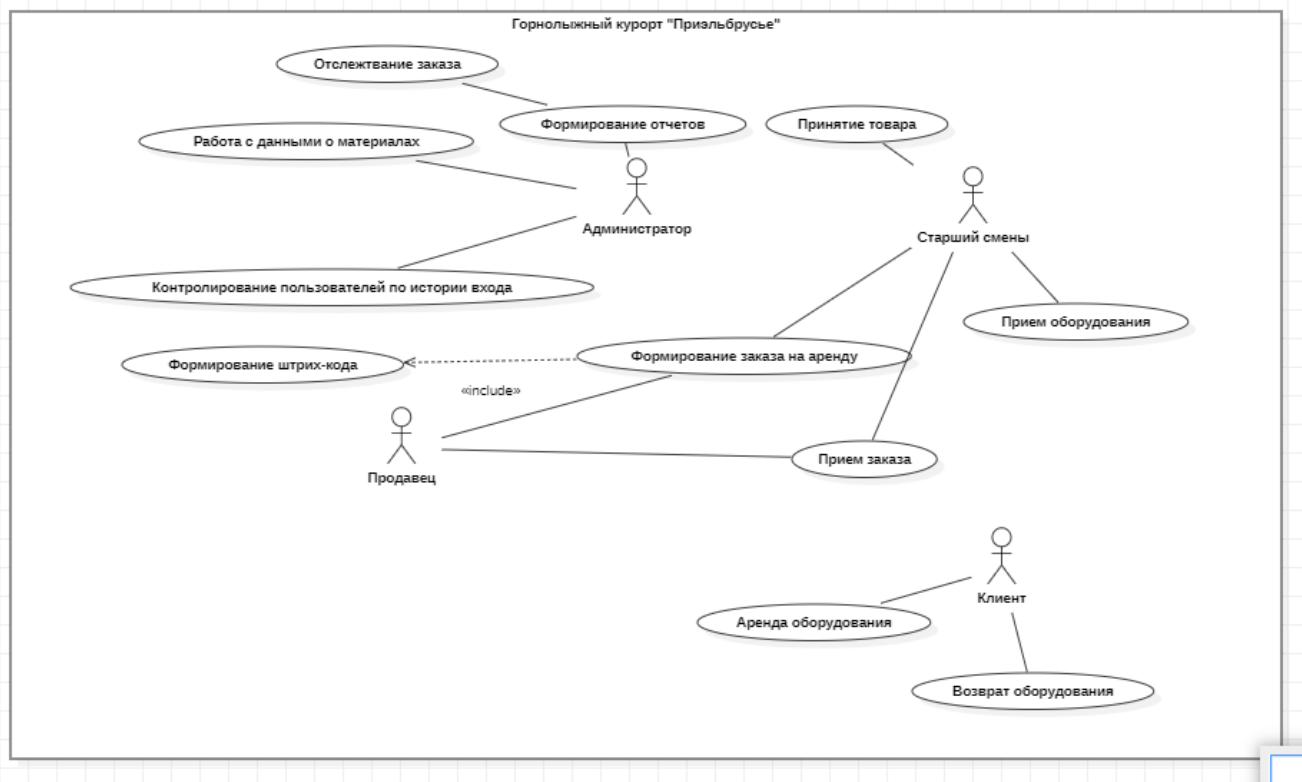 Горнолыжный курорт "Приэльбрусье"
Отслежтвание заказа
Формирование отчетов
Принятие товара
Работа с данными о материалах
Администратор
Старший смены
Контролирование пользователей по истории входа
Прием оборудования
Формирование заказа на аренду
Формирование штрих-кода
«include»
Прием заказа
Продавец
Клиент
Аренда оборудования
Возврат оборудования